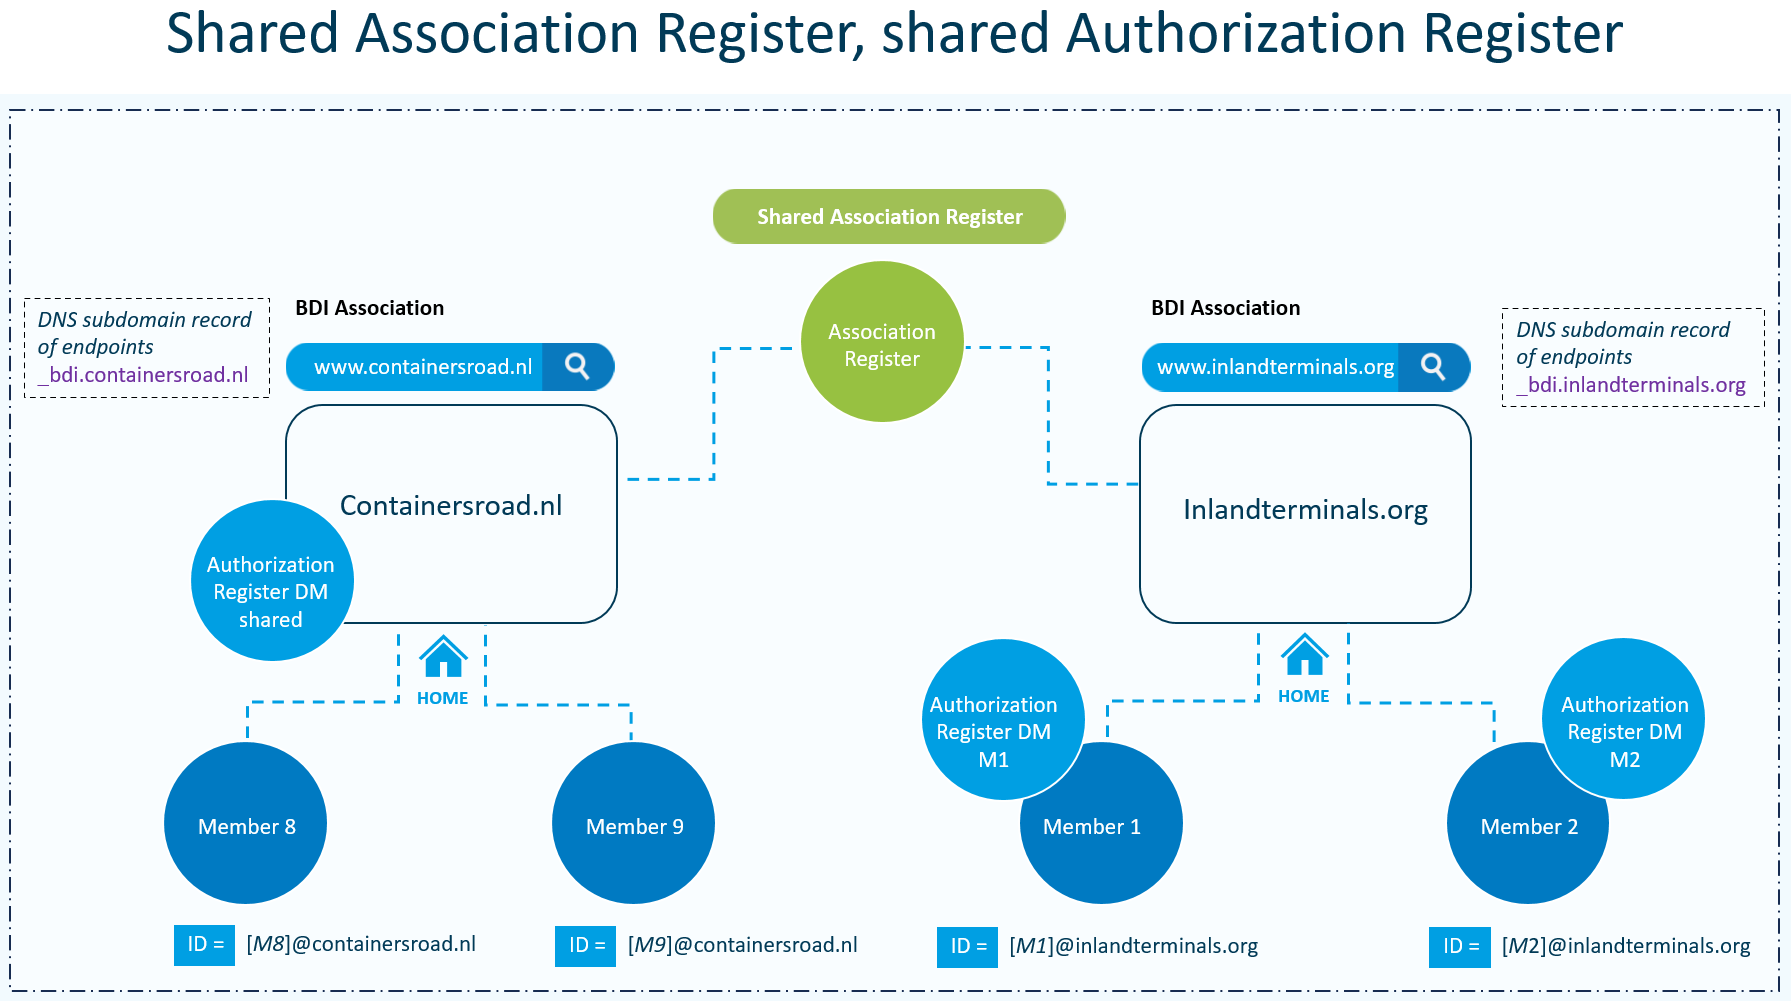 Shared Association Register, shared Authorization Register
Shared Association Register
Association
Register
BDI Association
www.containersroad.nl
DNS subdomain record
of endpoints
_bdi.containersroad.nl
Containersroad.nl
Authorization
Register DM
shared
HOME
Member 8
Member 9
ID = [M8]@containersroad.nl
ID = [M9]@containersroad.nl
BDI Association
www.inlandterminals.org
DNS subdomain record
of endpoints
_bdi.inlandterminals.org
Inlandterminals.org
HOME
Authorization
Register DM
M1
Member 1
Authorization
Register DM
M2
Member 2
ID = [M1]@inlandterminals.org
ID = [M2]@inlandterminals.org